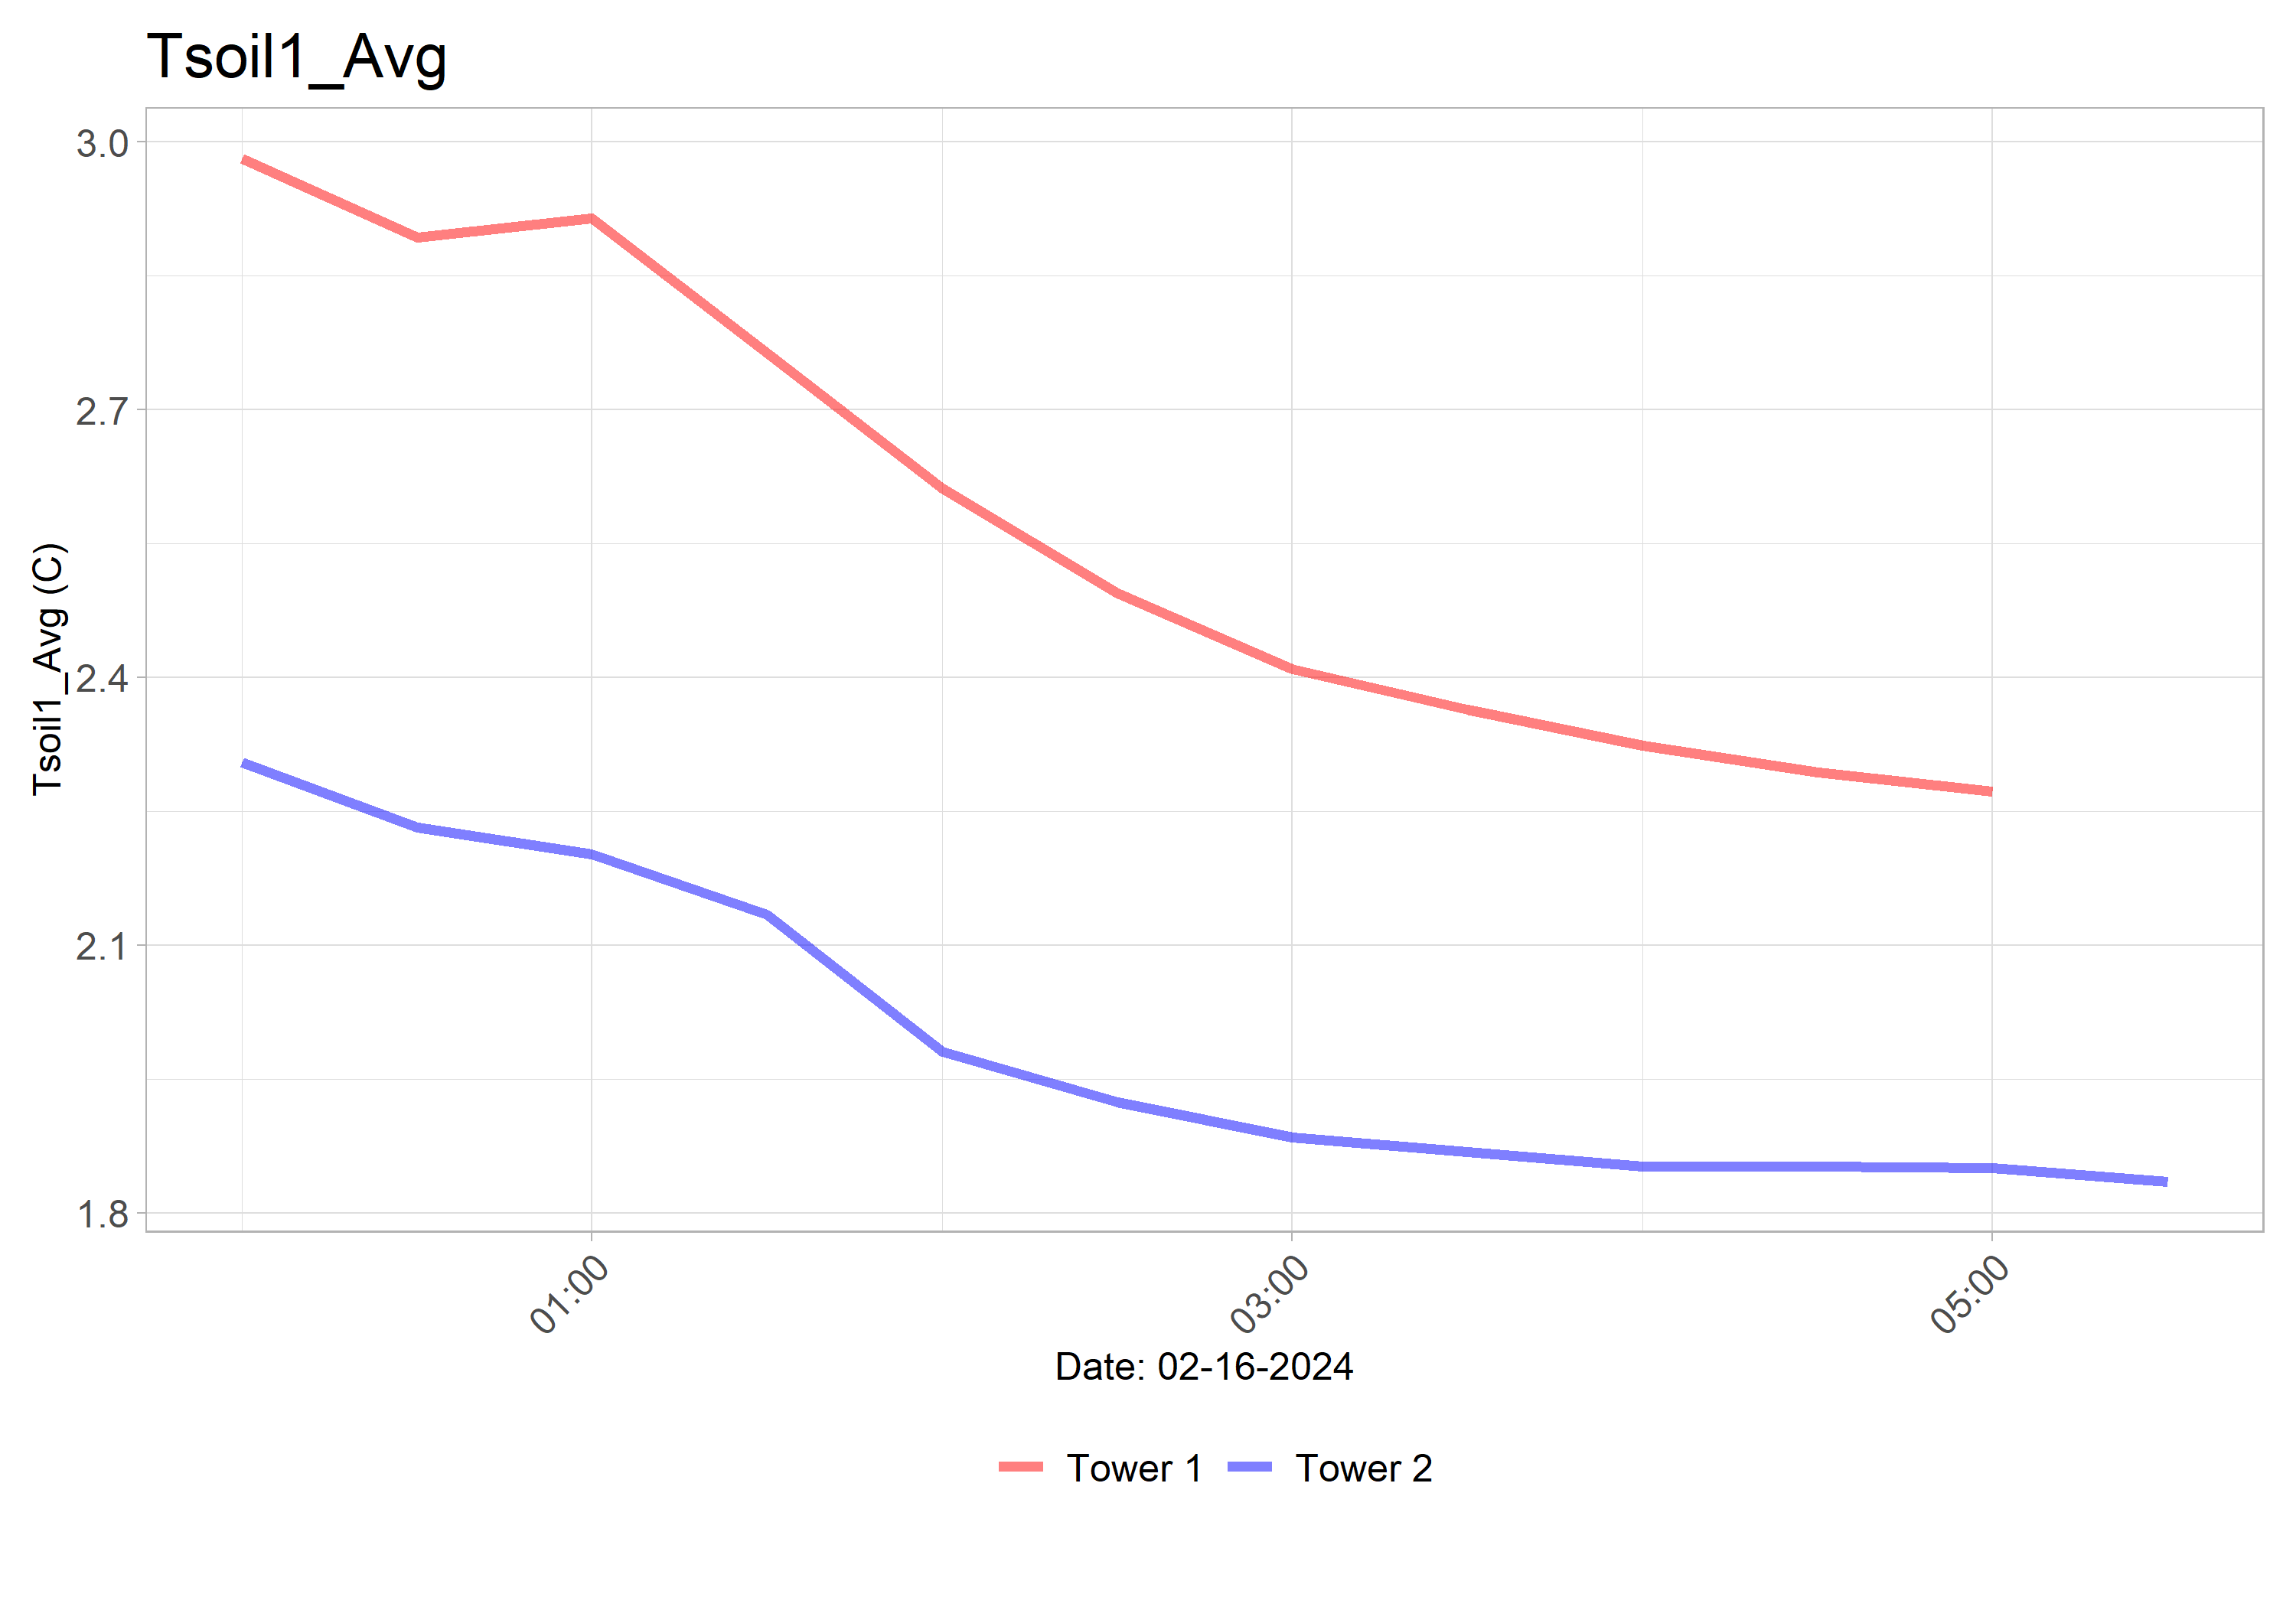 Tsoil1_Avg
Tsoil1_Avg (C)
3.0
2.7
2.4
2.1
1.8
01:00
03:00
05:00
Date: 02-16-2024
Tower 1
Tower 2